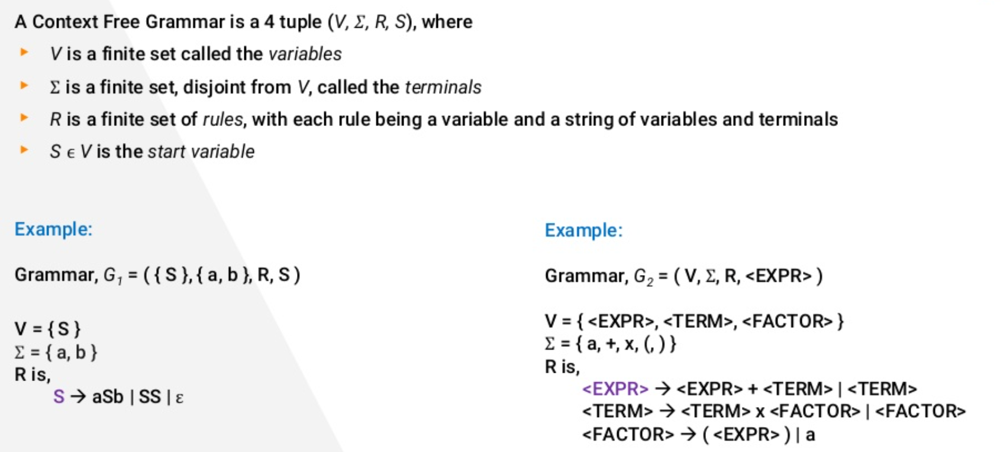 A Context Free Grammar is a 4 tuple (V, Σ, R, S), where
▸ V is a finite set called the variables
▸ Σ is a finite set, disjoint from V, called the terminals
▸ R is a finite set of rules, with each rule being a variable and a string of variables and terminals
▸ S ϵ V is the start variable
Example:
Grammar, G₁ = ( { S }, { a, b }, R, S )
V = { S }
Σ = { a, b }
R is,
S → aSb | SS | ε
Example:
Grammar, G₂ = ( V, Σ, R, <EXPR> )
V = { <EXPR>, <TERM>, <FACTOR> }
Σ = { a, +, x, (, ) }
R is,
<EXPR> → <EXPR> + <TERM> | <TERM>
<TERM> → <TERM> x <FACTOR> | <FACTOR>
<FACTOR> → ( <EXPR> ) | a